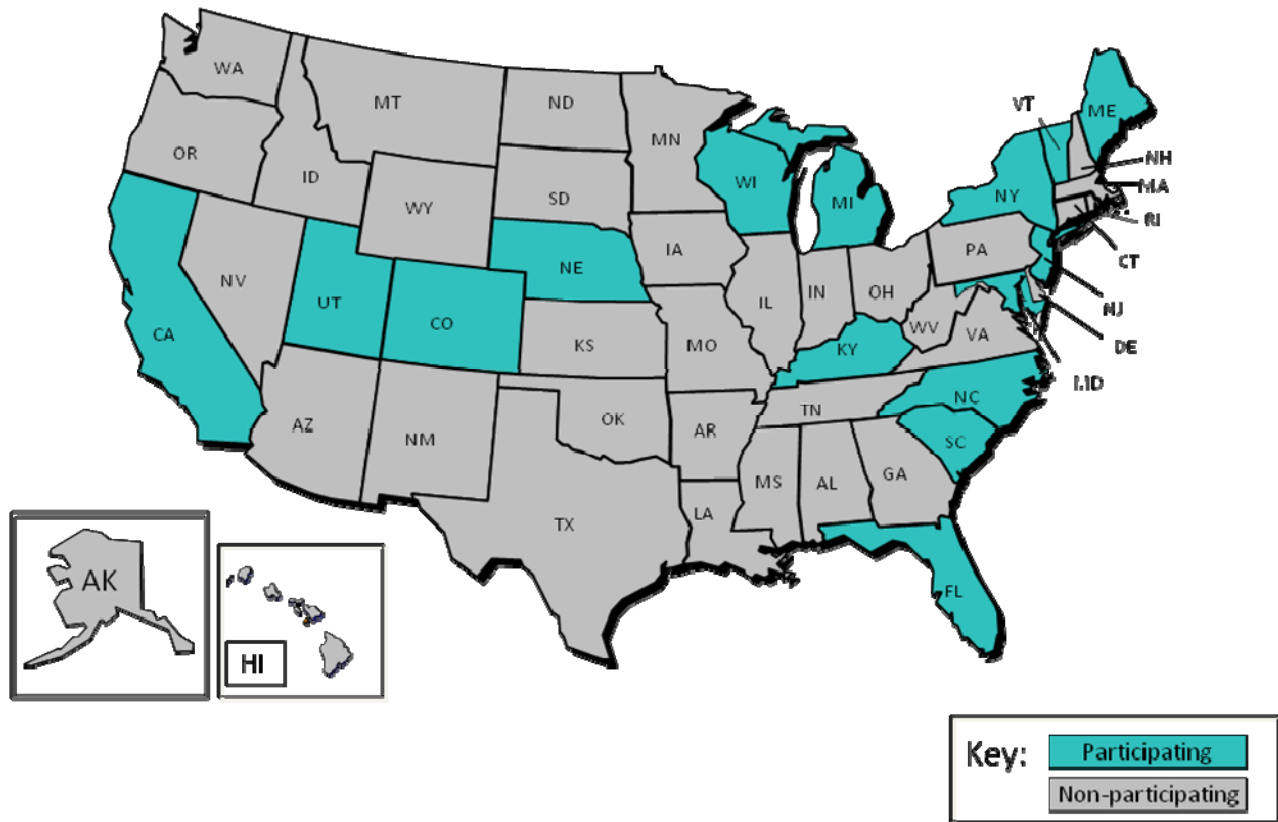 WA
MT
ND
MN
OR
ID
WY
SD
WI
MI
NY
VT
ME
NH
MA
RI
CT
NJ
DE
I.ID
CA
NV
UT
CO
NE
KS
IA
MO
IL
IN
OH
PA
WV
VA
KY
NC
TN
SC
AZ
NM
OK
AR
TX
LA
MS
AL
GA
FL
AK
HI
Key:
Participating
Non-participating